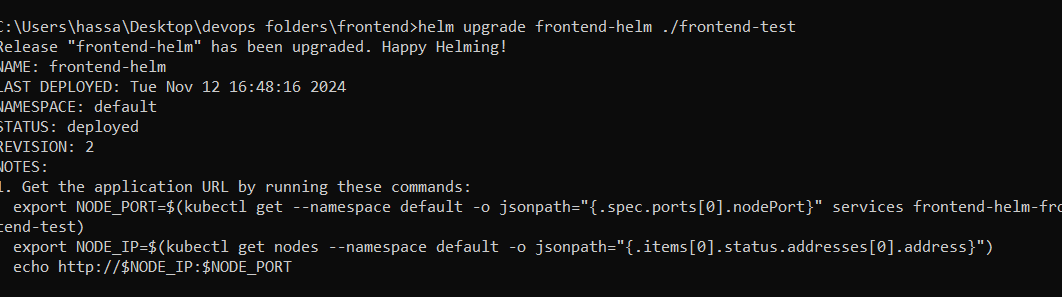 C:\Users\hassa\Desktop\devops folders\frontend>helm upgrade frontend-helm ./frontend-test
Release "frontend-helm" has been upgraded. Happy Helming!
NAME: frontend-helm
LAST DEPLOYED: Tue Nov 12 16:48:16 2024
NAMESPACE: default
STATUS: deployed
REVISION: 2
NOTES:
1. Get the application URL by running these commands:
  export NODE_PORT=$(kubectl get --namespace default -o jsonpath="{.spec.ports[0].nodePort}" services frontend-helm-fro
tend-test)
  export NODE_IP=$(kubectl get nodes --namespace default -o jsonpath="{.items[0].status.addresses[0].address}")
  echo http://$NODE_IP:$NODE_PORT